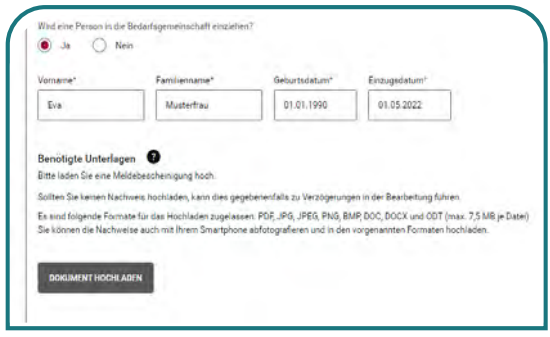 Wird eine Person in die Bedarfsgemeinschaft einziehen?
Ja Nein
Vorname* Familienname* Geburtsdatum* Einzugsdatum*
Eva Musterfrau 01.01.1990 01.05.2022
Benötigte Unterlagen ?
Bitte laden Sie eine Meldebescheinigung hoch.
Sollten Sie keinen Nachweis hochladen, kann dies gegebenenfalls zu Verzögerungen in der Bearbeitung führen.
Es sind folgende Formate für das Hochladen zugelassen: PDF, JPG, JPEG, PNG, BMP, DOC, DOCX und ODT (max. 7,5 MB je Datei)
Sie können die Nachweise auch mit Ihrem Smartphone abfotografieren und in den vorgenannten Formaten hochladen.
DOKUMENT HOCHLADEN